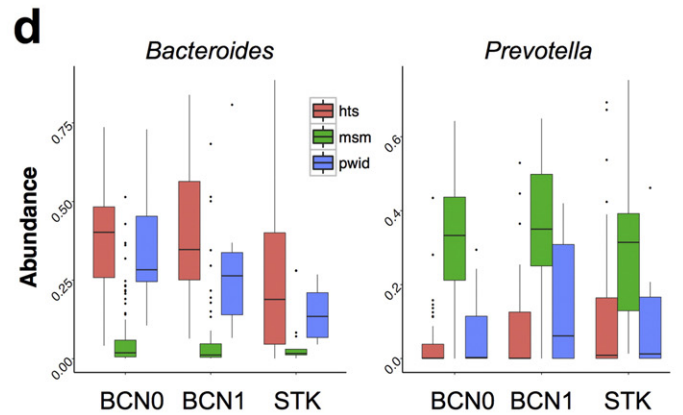 d
Bacteroides
Prevotella
Abundance
0.75
0.50
0.25
0.00
hts
msm
pwid
0.6
0.4
0.2
0.0
BCN0 BCN1 STK
BCN0 BCN1 STK